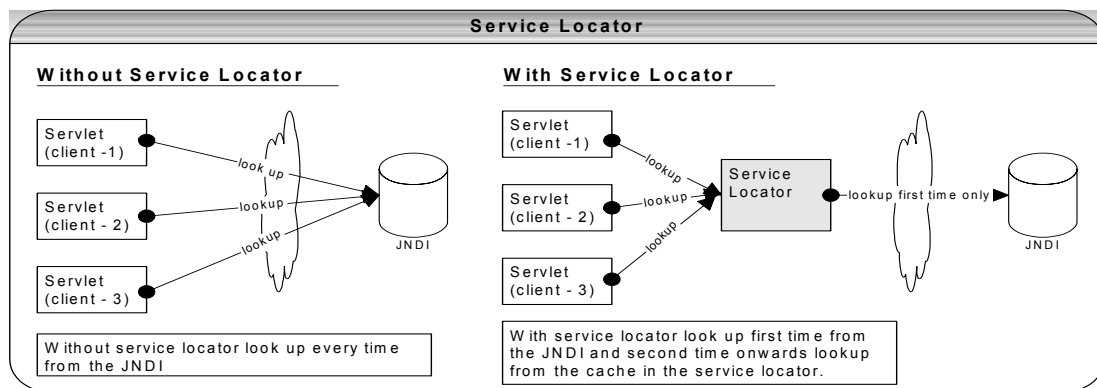 Service Locator
Without Service Locator
Servlet
(client -1)
look up
Servlet
(client - 2)
lookup
Servlet
(client - 3)
lookup
JNDI
Without service locator look up every time
from the JNDI
With Service Locator
Servlet
(client -1)
lookup
Servlet
(client - 2)
lookup
Servlet
(client - 3)
lookup
Service
Locator
lookup first time only
JNDI
With service locator look up first time from
the JNDI and second time onwards lookup
from the cache in the service locator.